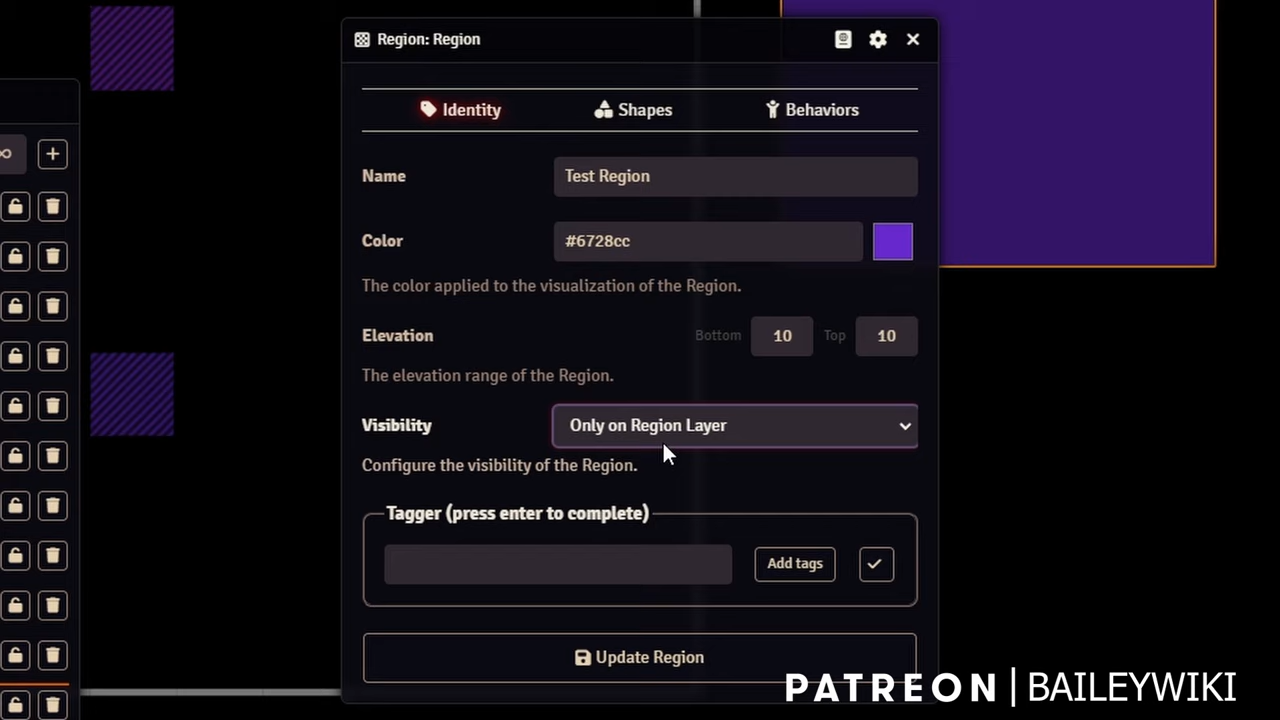 Region: Region
Identity
Shapes
Behaviors
Name
Test Region
Color
#6728cc
The color applied to the visualization of the Region.
Elevation
Bottom
10
Top
10
The elevation range of the Region.
Visibility
Only on Region Layer
Configure the visibility of the Region.
Tagger (press enter to complete)
Add tags
Update Region
PATREON | BAILEYWIKI